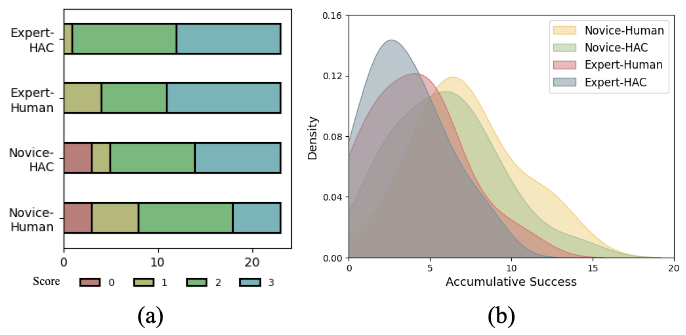 Expert-
HAC
Expert-
Human
Novice-
HAC
Novice-
Human
0 10 20
Score 0 1 2 3
(a)
0.16
0.12
0.08
0.04
0.00
Density
0 5 10 15 20
Accumulative Success
Novice-Human
Novice-HAC
Expert-Human
Expert-HAC
(b)